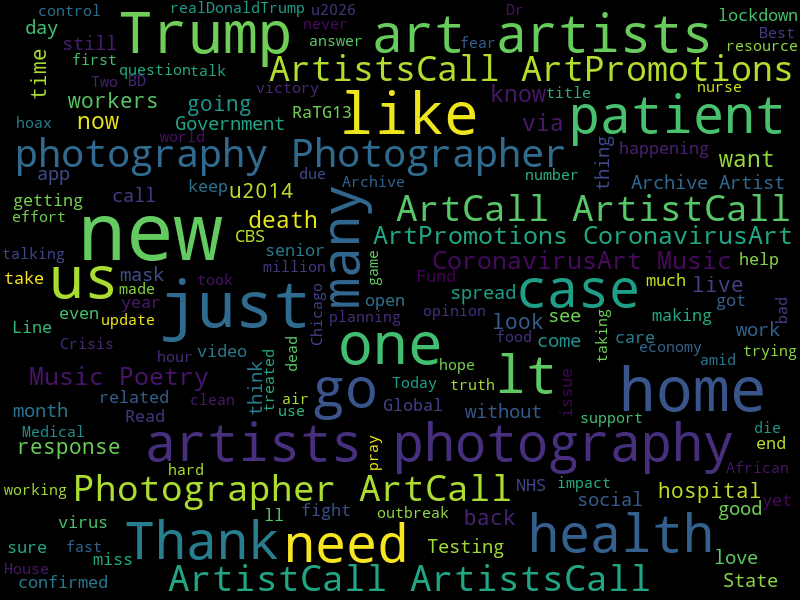 control
realDonaldTrump
u2026
Dr
day
Trump
never
art artists
lockdown
Best
still
answer
fear
resource
first
question
talk
ArtistsCall ArtPromotions
time
Two BD
victory
nurse
workers
going
RaTG13
like
know
title
patient
hoax
now
Government
via
world
photography Photographer
thing
happening
want
app
due
Archive
number
Archive Artist
getting
call
keep
u2014
effort
new
death
many
ArtCall ArtistCall
CBS
ArtPromotions CoronavirusArt
talking
senior
game
CoronavirusArt Music
help
take
us
mask
million
Fund
case
much
live
made
took
year
just
Chicago
open
spread
got
bad
Line
even
update
planning
opinion
look
see
making
work
Crisis
hour
video
dead
one
food
come
taking
care
economy
trying
Music Poetry
think
treated
hope
lt
amid
related
clean
air
go
Today
truth
issue
home
month
Read
use
Global
without
support
Medical
die
response
artists photography
pray
end
hard
African
working
Photographer ArtCall
NHS
impact
hospital
yet
social
virus
ll
fight
outbreak
back
good
sure
fast
miss
Thank
need
Testing
health
love
House
confirmed
ArtistCall ArtistsCall
State